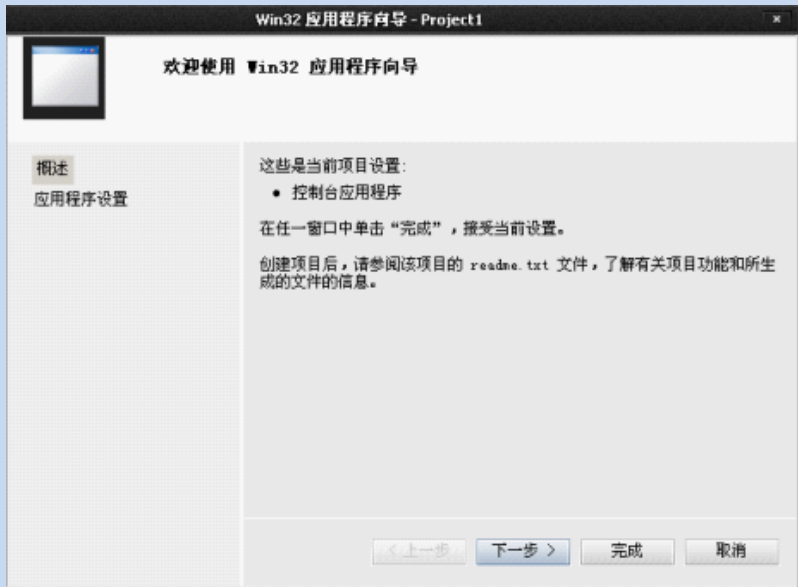 Win32 应用程序向导 - Project1
欢迎使用 Win32 应用程序向导
概述
应用程序设置
这些是当前项目设置:
• 控制台应用程序
在任一窗口中单击“完成”，接受当前设置。
创建项目后，请参阅该项目的 readme.txt 文件，了解有关项目功能和所生
成的文件的信息。
< 上一步
下一步 >
完成
取消